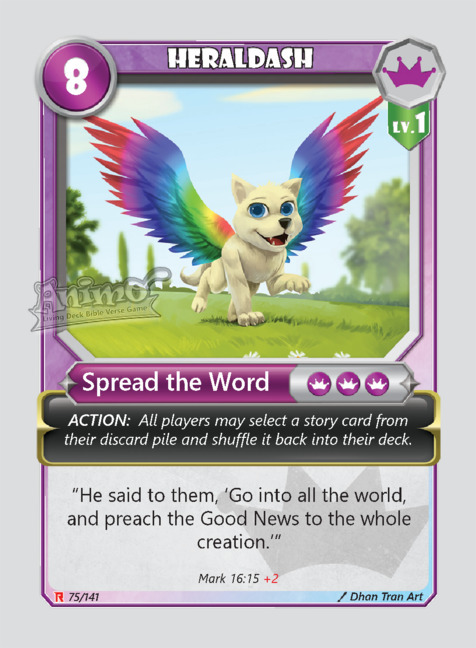 HERALDASH
8
LV.1
AnimO
Living Deck Bible Verse Game
Spread the Word
ACTION: All players may select a story card from
their discard pile and shuffle it back into their deck.
“He said to them, ‘Go into all the world,
and preach the Good News to the whole
creation.’”
Mark 16:15 +2
R 75/141
Dhan Tran Art